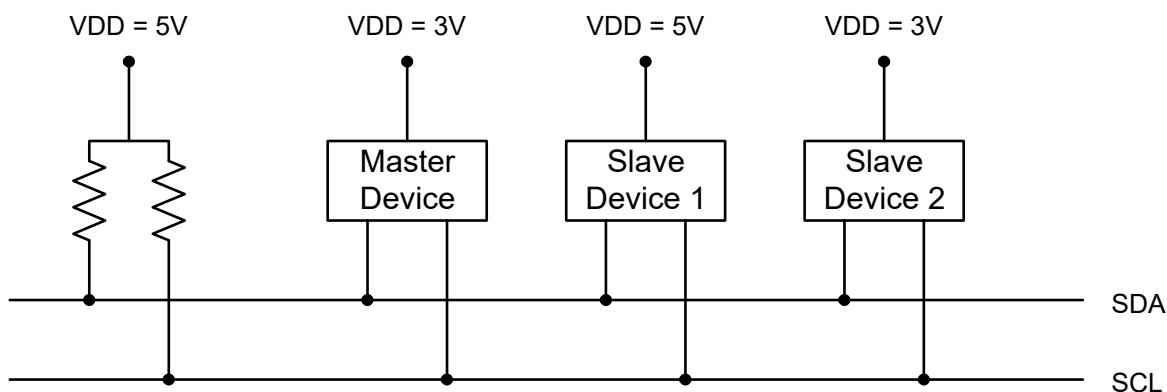 VDD = 5V
VDD = 3V
VDD = 5V
VDD = 3V
Master
Device
Slave
Device 1
Slave
Device 2
SDA
SCL